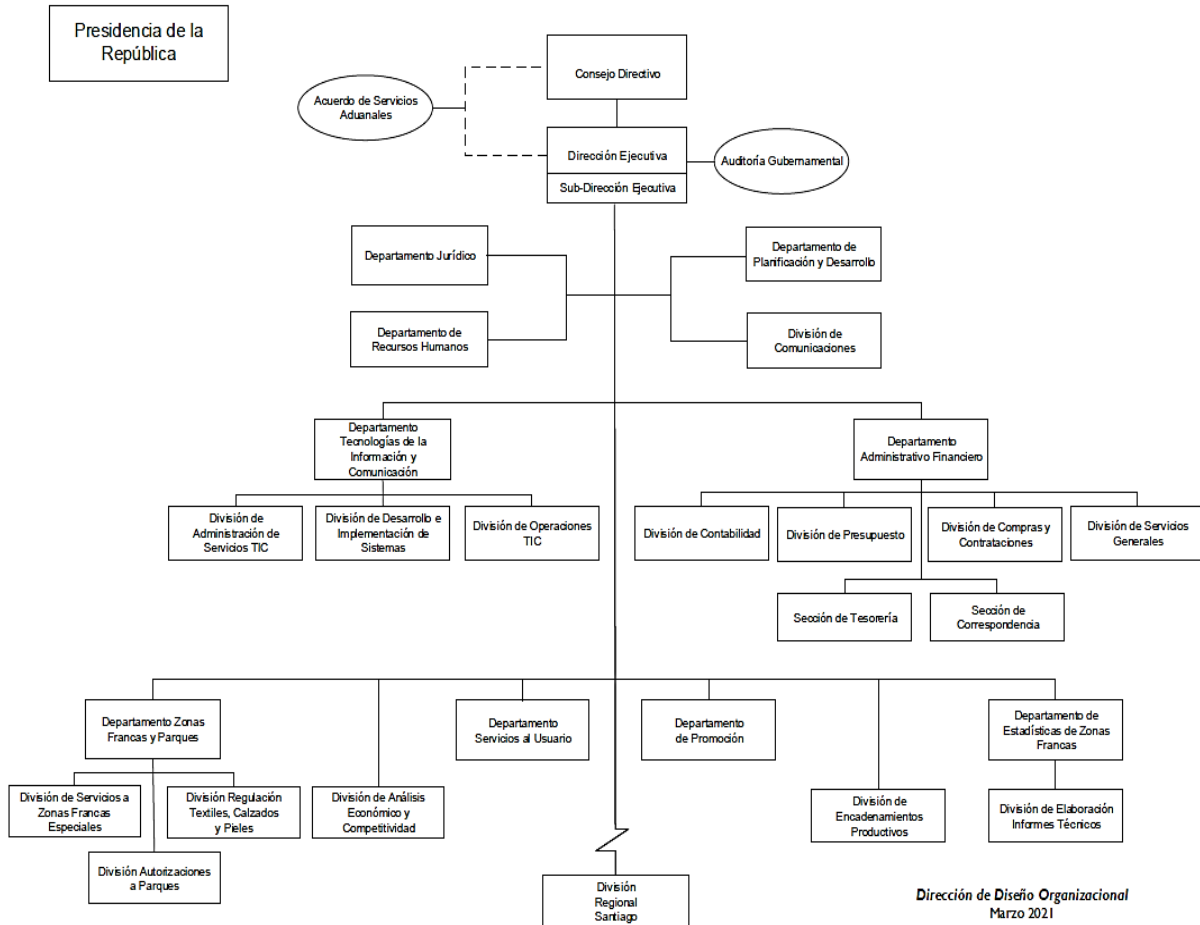 Presidencia de la
República
Consejo Directivo
Acuerdo de Servicios
Aduanales
Dirección Ejecutiva
Auditoría Gubernamental
Sub-Dirección Ejecutiva
Departamento Jurídico
Departamento de
Planificación y Desarrollo
Departamento de
Recursos Humanos
División de
Comunicaciones
Departamento
Tecnologías de la
Información y
Comunicación
Departamento
Administrativo Financiero
División de
Administración de
Servicios TIC
División de Desarrollo e
Implementación de
Sistemas
División de Operaciones
TIC
División de Contabilidad
División de Presupuesto
División de Compras y
Contrataciones
División de Servicios
Generales
Sección de Tesorería
Sección de
Correspondencia
Departamento Zonas
Francas y Parques
Departamento
Servicios al Usuario
Departamento
de Promoción
Departamento de
Estadísticas de Zonas
Francas
División de Servicios a
Zonas Francas
Especiales
División Regulación
Textiles, Calzados
y Pieles
División de Análisis
Económico y
Competitividad
División de
Encadenamientos
Productivos
División de Elaboración
Informes Técnicos
División Autorizaciones
a Parques
División
Regional
Santiago
Dirección de Diseño Organizacional
Marzo 2021